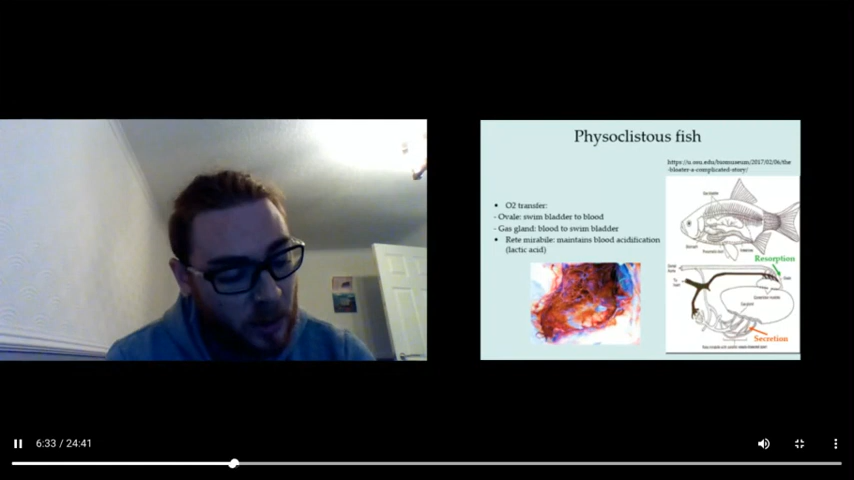 Physoclistous fish
https://u.osu.edu/biomuseum/2017/02/06/the
-bloater-a-complicated-story/
• O2 transfer:
- Ovale: swim bladder to blood
- Gas gland: blood to swim bladder
• Rete mirabile: maintains blood acidification
(lactic acid)
Resorption
Secretion
6:33 / 24:41